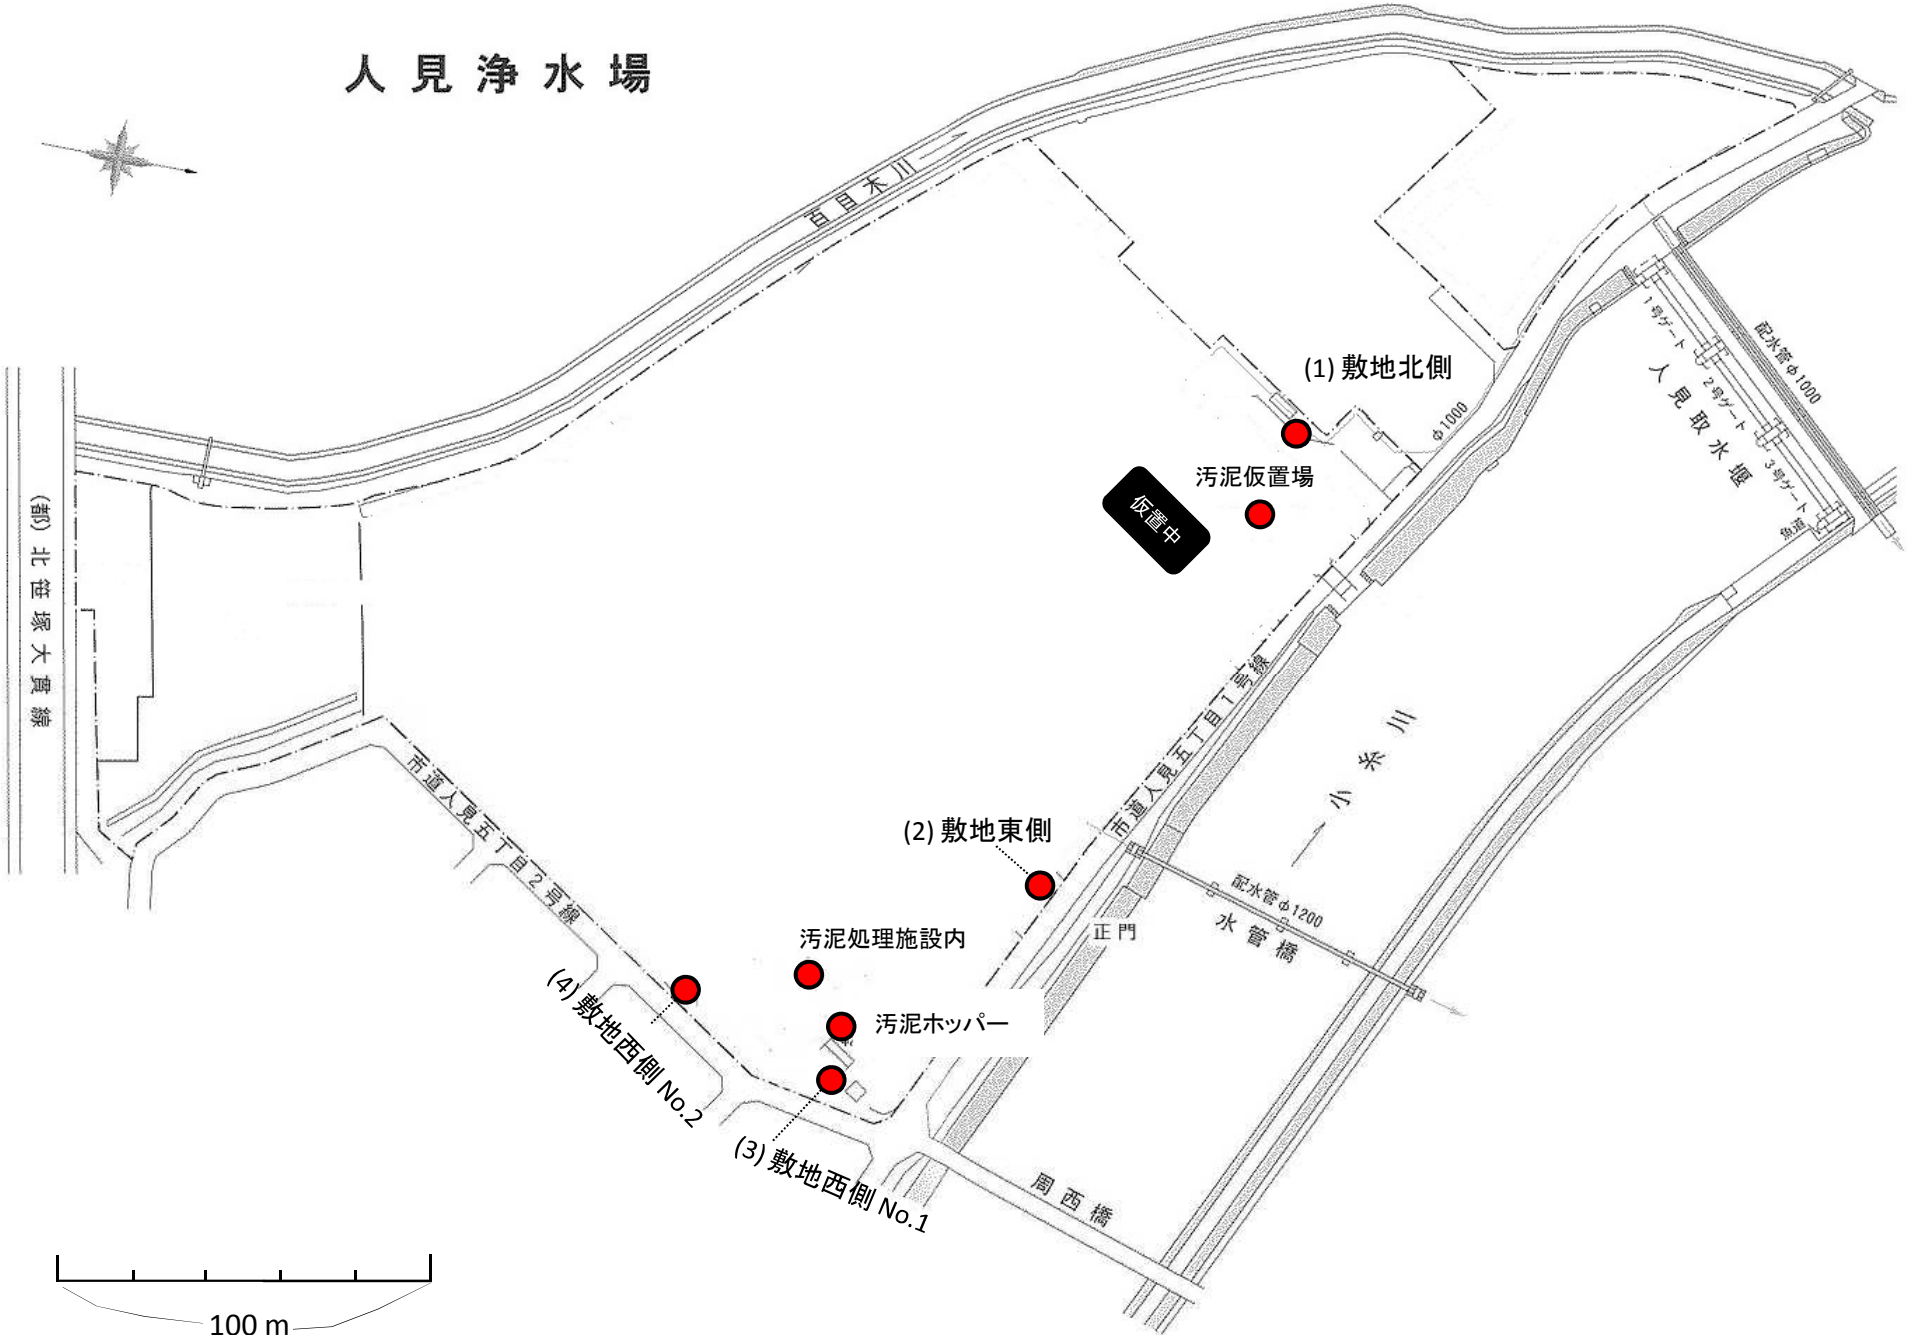 人見浄水場
百目木川
(1) 敷地北側
φ1000
1号ゲート
2号ゲート
3号ゲート
魚道
人見取水堰
配水管φ1000
汚泥仮置場
仮置中
(都)北笹塚大貫線
市道人見五丁目1号線
小糸川
市道人見五丁目2号線
(2) 敷地東側
配水管φ1200
水管橋
正門
汚泥処理施設内
汚泥ホッパー
(4) 敷地西側 No.2
(3) 敷地西側 No.1
周西橋
100 m